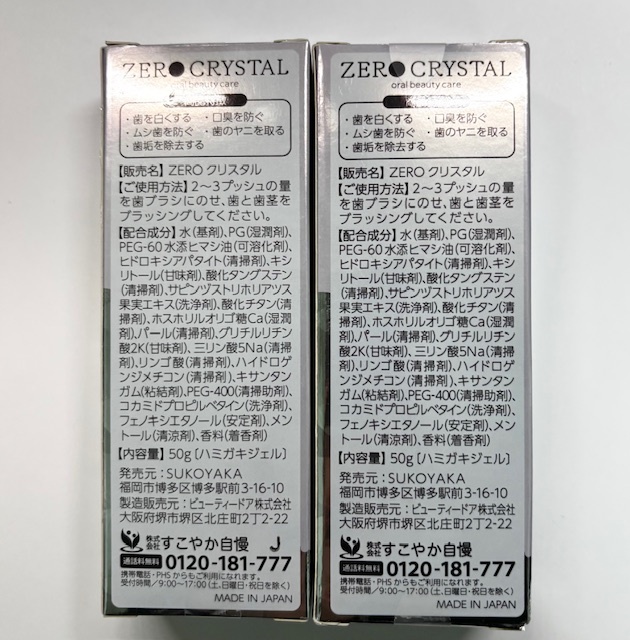 ZERO CRYSTAL
oral beauty care
・歯を白くする ・口臭を防ぐ
・ムシ歯を防ぐ ・歯のヤニを取る
・歯垢を除去する
【販売名】ZERO クリスタル
【ご使用方法】2〜3プッシュの量
を歯ブラシにのせ、歯と歯茎を
ブラッシングしてください。
【配合成分】水(基剤)、PG(湿潤剤)、
PEG-60水添ヒマシ油(可溶化剤)、
ヒドロキシアパタイト(清掃剤)、キシ
リトール(甘味剤)、酸化タングステン
(清掃剤)、サピンヅストリホリアツス
果実エキス(洗浄剤)、酸化チタン(清
掃剤)、ホスホリルオリゴ糖Ca(湿潤
剤)、パール(清掃剤)、グリチルリチン
酸2K(甘味剤)、三リン酸5Na(清掃
剤)、リンゴ酸(清掃剤)、ハイドロゲ
ンジメチコン(清掃剤)、キサンタン
ガム(粘結剤)、PEG-400(清掃助剤)、
コカミドプロピルベタイン(洗浄剤)、
フェノキシエタノール(安定剤)、メン
トール(清涼剤)、香料(着香剤)
【内容量】50g[ハミガキジェル]
発売元：SUKOYAKA
福岡市博多区博多駅前3-16-10
製造販売元：ビューティードア株式会社
大阪府堺市堺区北庄町2丁2-22
株式会社 すこやか自慢 J
通話料無料 0120-181-777
携帯電話・PHSからもご利用になれます。
受付時間／9:00〜17:00(土、日曜日・祝日を除く)
MADE IN JAPAN
ZERO CRYSTAL
oral beauty care
・歯を白くする ・口臭を防ぐ
・ムシ歯を防ぐ ・歯のヤニを取る
・歯垢を除去する
【販売名】ZERO クリスタル
【ご使用方法】2〜3プッシュの量
を歯ブラシにのせ、歯と歯茎を
ブラッシングしてください。
【配合成分】水(基剤)、PG(湿潤剤)、
PEG-60水添ヒマシ油(可溶化剤)、
ヒドロキシアパタイト(清掃剤)、キシ
リトール(甘味剤)、酸化タングステン
(清掃剤)、サピンヅストリホリアツス
果実エキス(洗浄剤)、酸化チタン(清
掃剤)、ホスホリルオリゴ糖Ca(湿潤
剤)、パール(清掃剤)、グリチルリチン
酸2K(甘味剤)、三リン酸5Na(清掃
剤)、リンゴ酸(清掃剤)、ハイドロゲ
ンジメチコン(清掃剤)、キサンタン
ガム(粘結剤)、PEG-400(清掃助剤)、
コカミドプロピルベタイン(洗浄剤)、
フェノキシエタノール(安定剤)、メン
トール(清涼剤)、香料(着香剤)
【内容量】50g[ハミガキジェル]
発売元：SUKOYAKA
福岡市博多区博多駅前3-16-10
製造販売元：ビューティードア株式会社
大阪府堺市堺区北庄町2丁2-22
株式会社 すこやか自慢
通話料無料 0120-181-777
携帯電話・PHSからもご利用になれます。
受付時間／9:00〜17:00(土、日曜日・祝日を除く)
MADE IN JAPAN